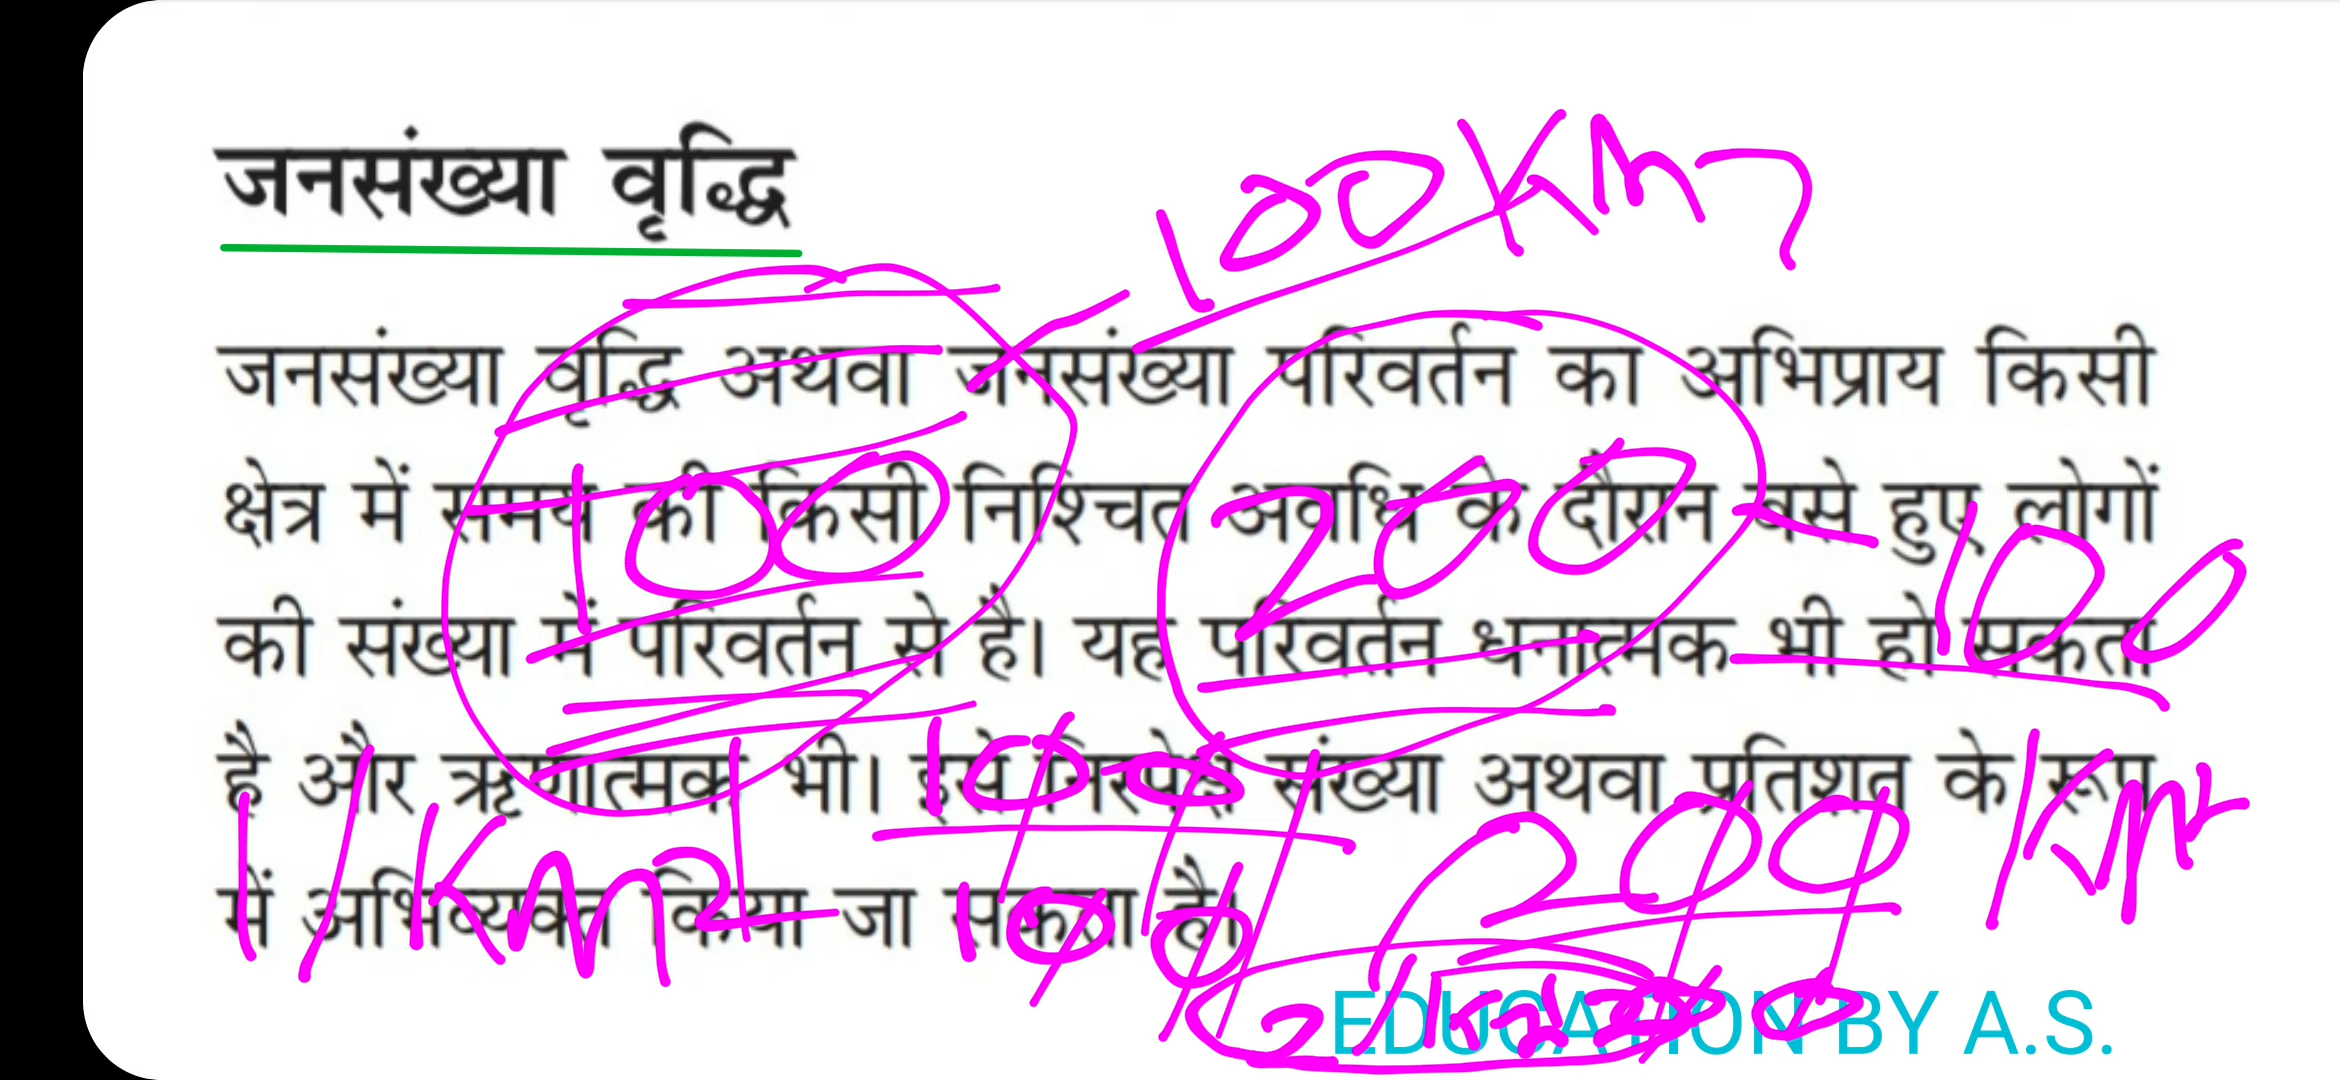 जनसंख्या वृद्धि
100 Km2
जनसंख्या वृद्धि अथवा जनसंख्या परिवर्तन का अभिप्राय किसी
क्षेत्र में समय की किसी निश्चित अवधि के दौरान बसे हुए लोगों
100 200 100
की संख्या में परिवर्तन से है। यह परिवर्तन धनात्मक भी हो सकता
है और ऋणात्मक भी। इसे निरपेक्ष संख्या अथवा प्रतिशत के रूप
100 200
में अभिव्यक्त किया जा सकता है।
1/Km2 100
EDUCATION BY A.S.